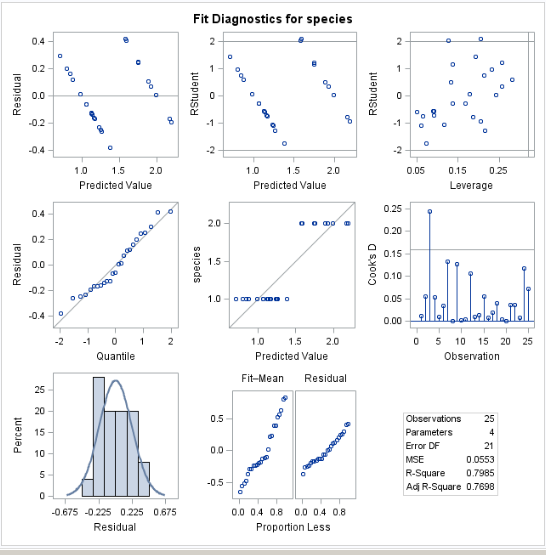 Fit Diagnostics for species
0.4
0.2
0.0
-0.2
-0.4
Residual
1.0 1.5 2.0
Predicted Value
2
1
0
-1
-2
RStudent
1.0 1.5 2.0
Predicted Value
2
1
0
-1
-2
RStudent
0.05 0.15 0.25
Leverage
0.4
0.2
0.0
-0.2
-0.4
Residual
-2 -1 0 1 2
Quantile
2.0
1.5
1.0
species
1.0 1.5 2.0
Predicted Value
0.25
0.20
0.15
0.10
0.05
0.00
Cook's D
0 5 10 15 20 25
Observation
25
20
15
10
5
0
Percent
-0.675 -0.225 0.225 0.675
Residual
Fit–Mean Residual
0.5
0.0
-0.5
0.0 0.4 0.8 0.0 0.4 0.8
Proportion Less
Observations 25
Parameters 4
Error DF 21
MSE 0.0553
R-Square 0.7985
Adj R-Square 0.7698